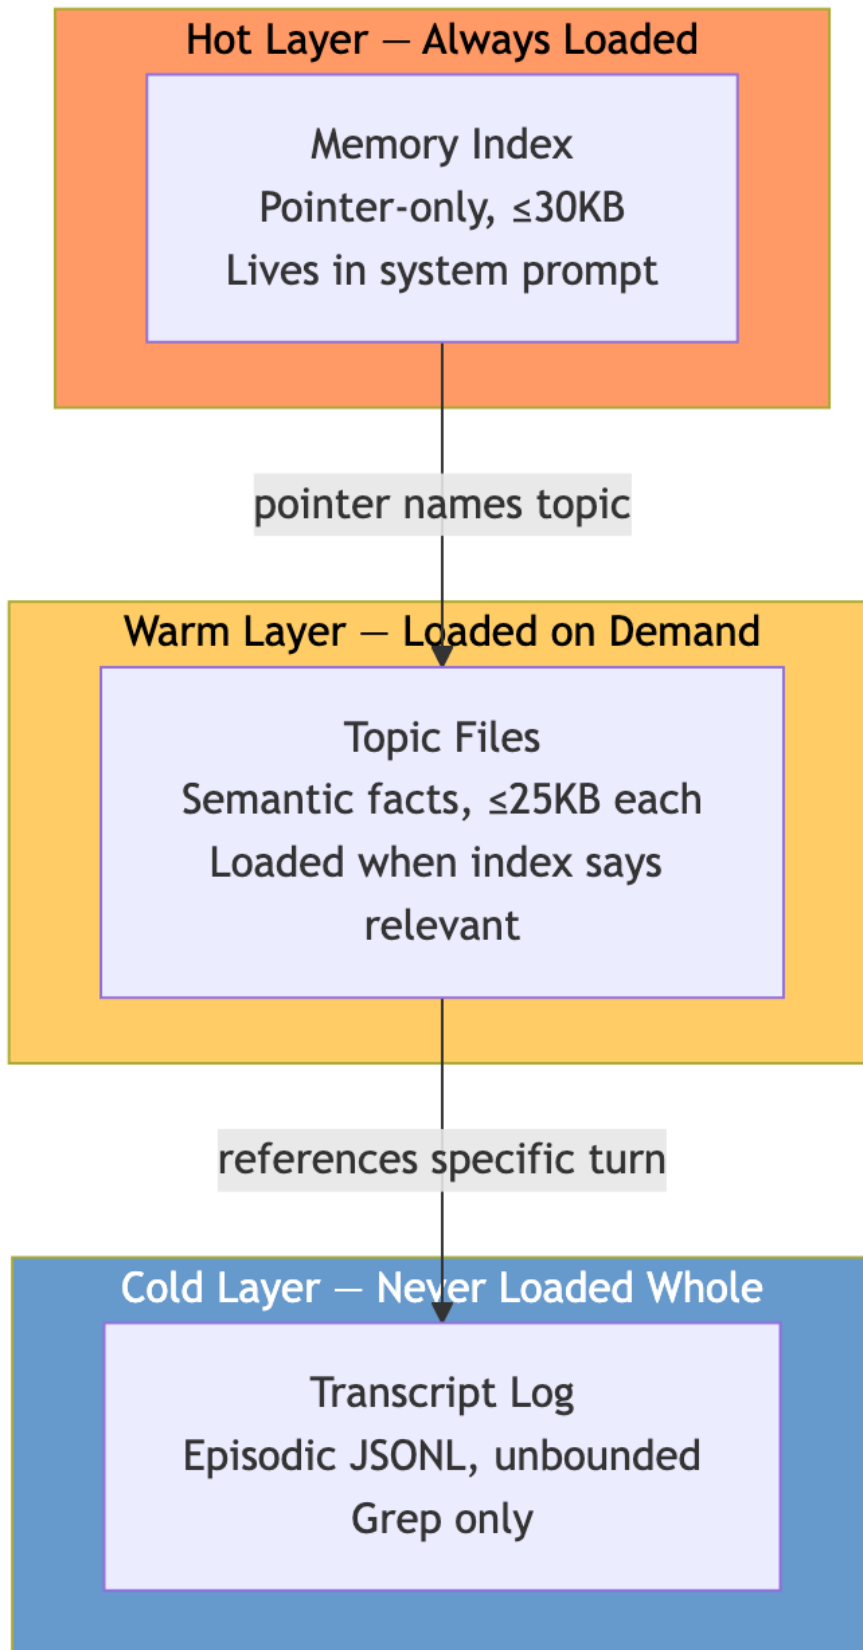 Hot Layer — Always Loaded
Memory Index
Pointer-only, ≤30KB
Lives in system prompt
pointer names topic
Warm Layer — Loaded on Demand
Topic Files
Semantic facts, ≤25KB each
Loaded when index says
relevant
references specific turn
Cold Layer — Never Loaded Whole
Transcript Log
Episodic JSONL, unbounded
Grep only